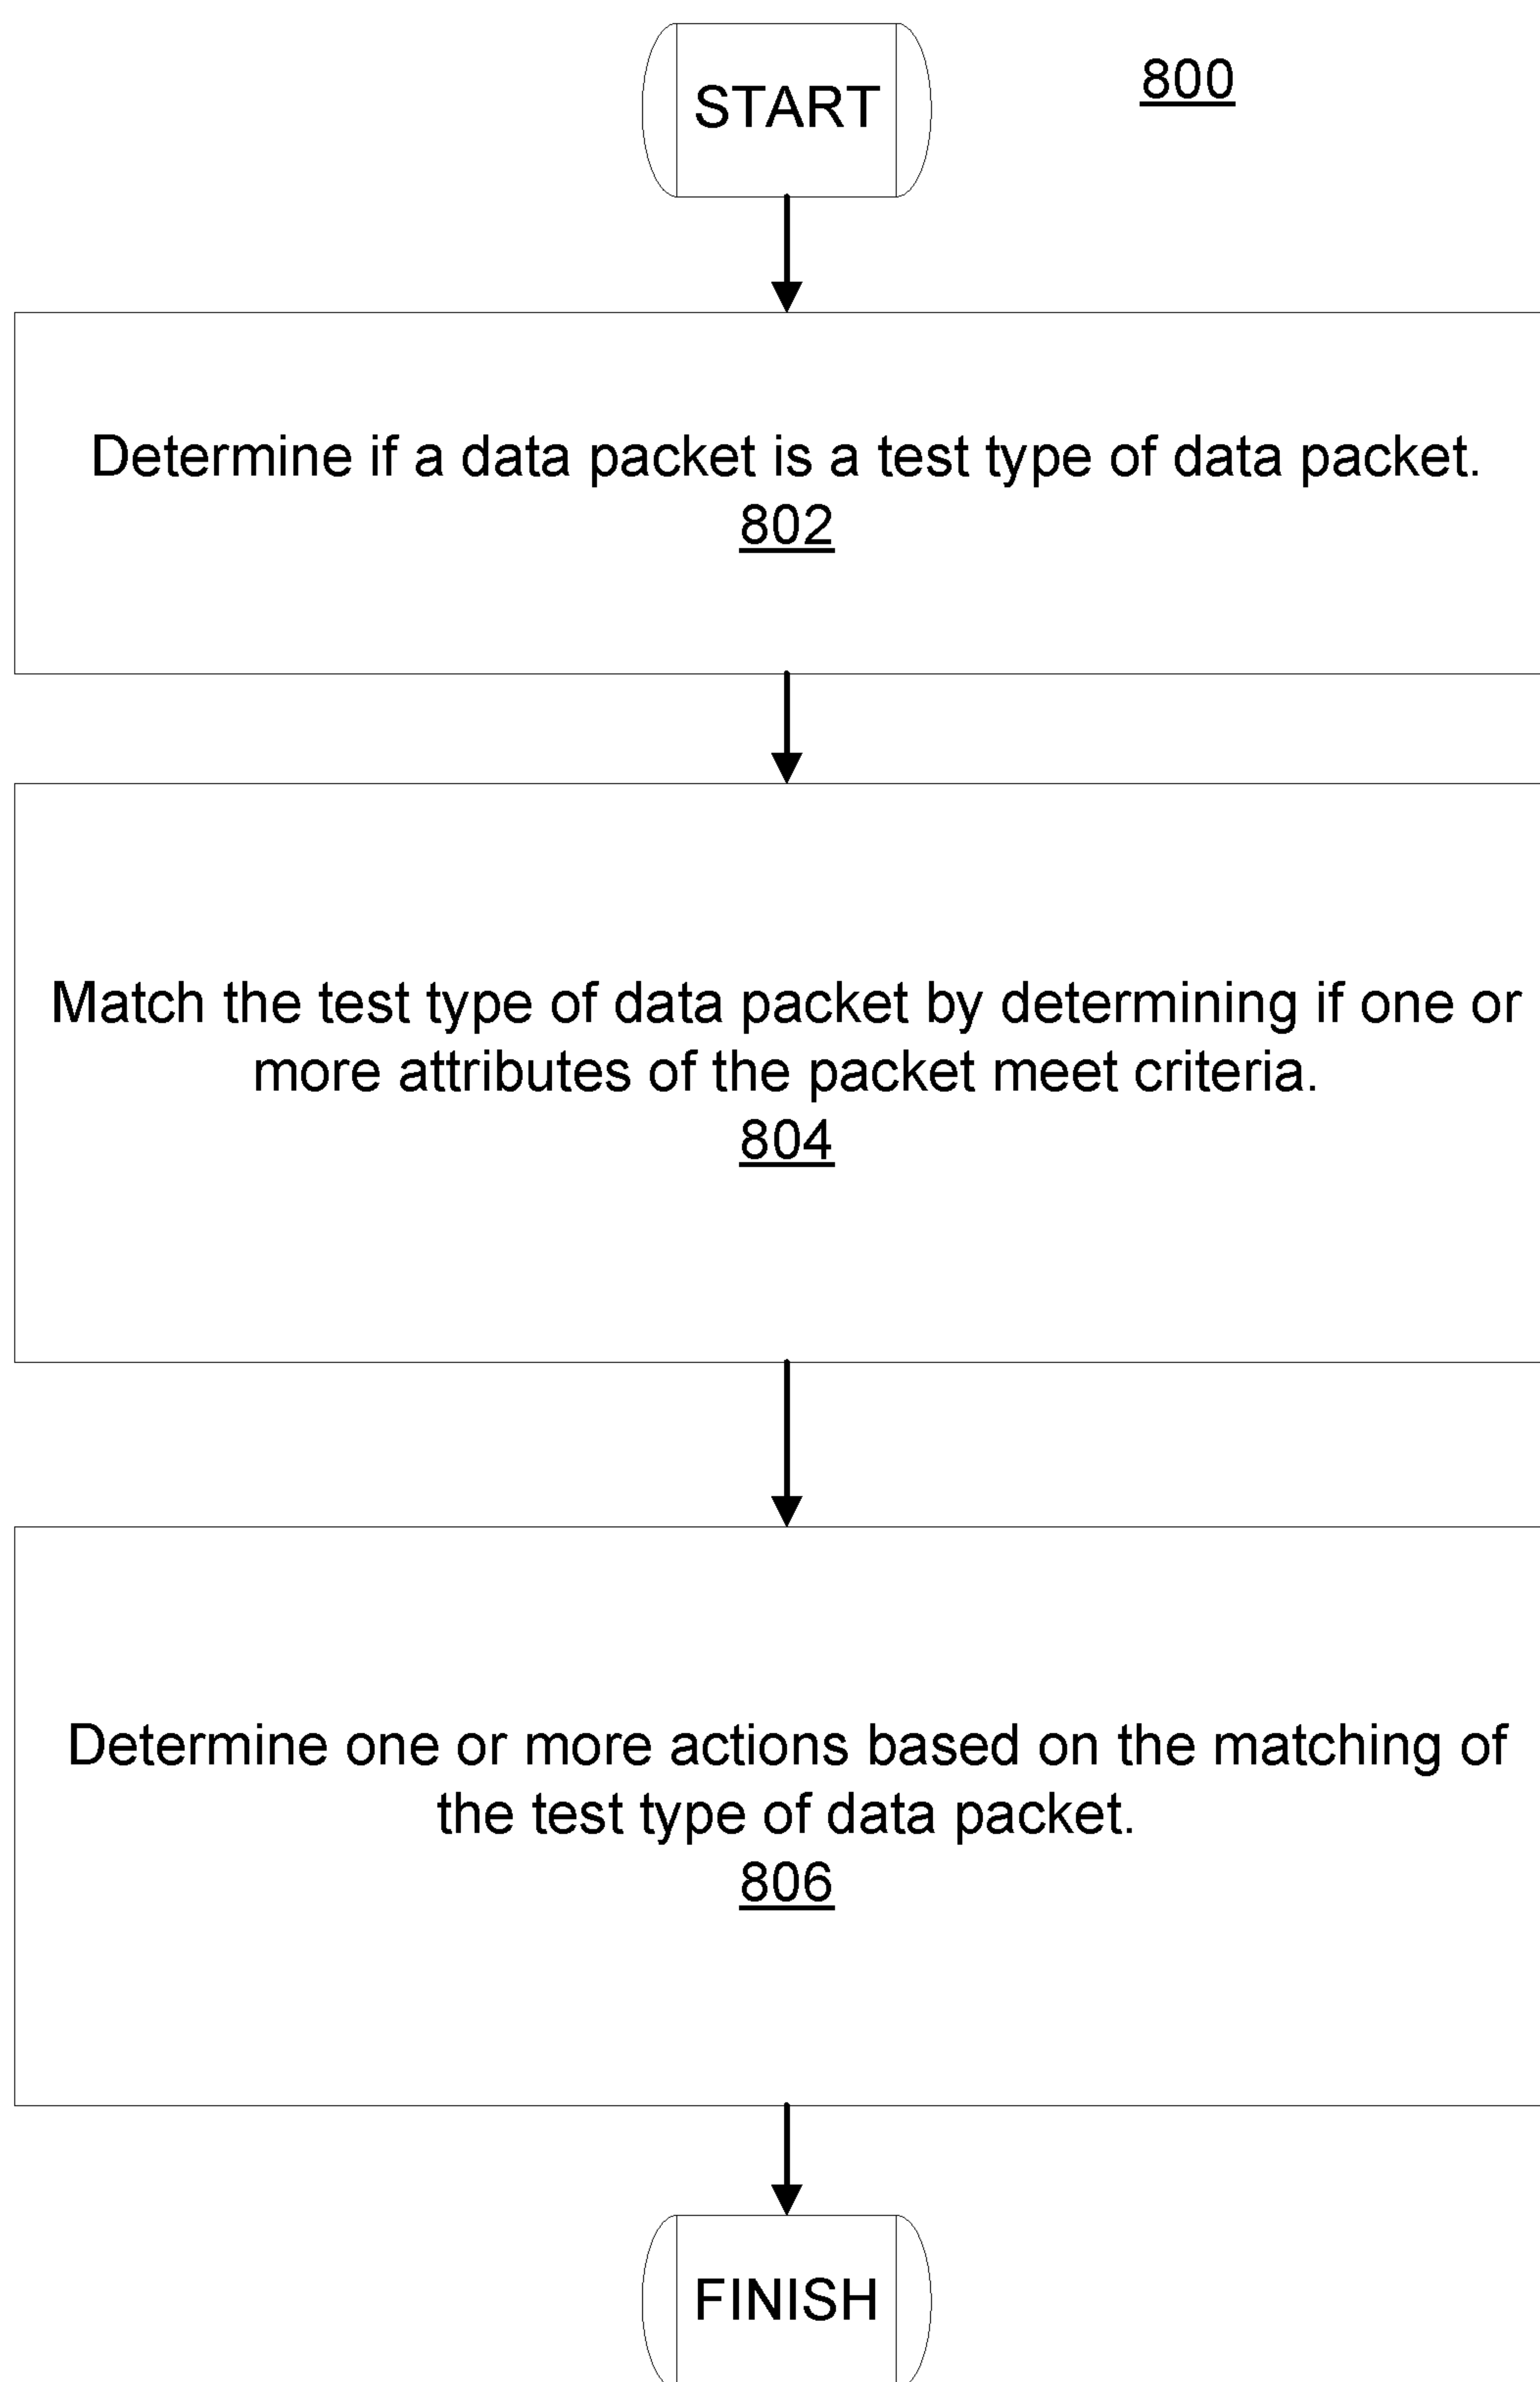 START
800
Determine if a data packet is a test type of data packet.
802
Match the test type of data packet by determining if one or
more attributes of the packet meet criteria.
804
Determine one or more actions based on the matching of
the test type of data packet.
806
FINISH